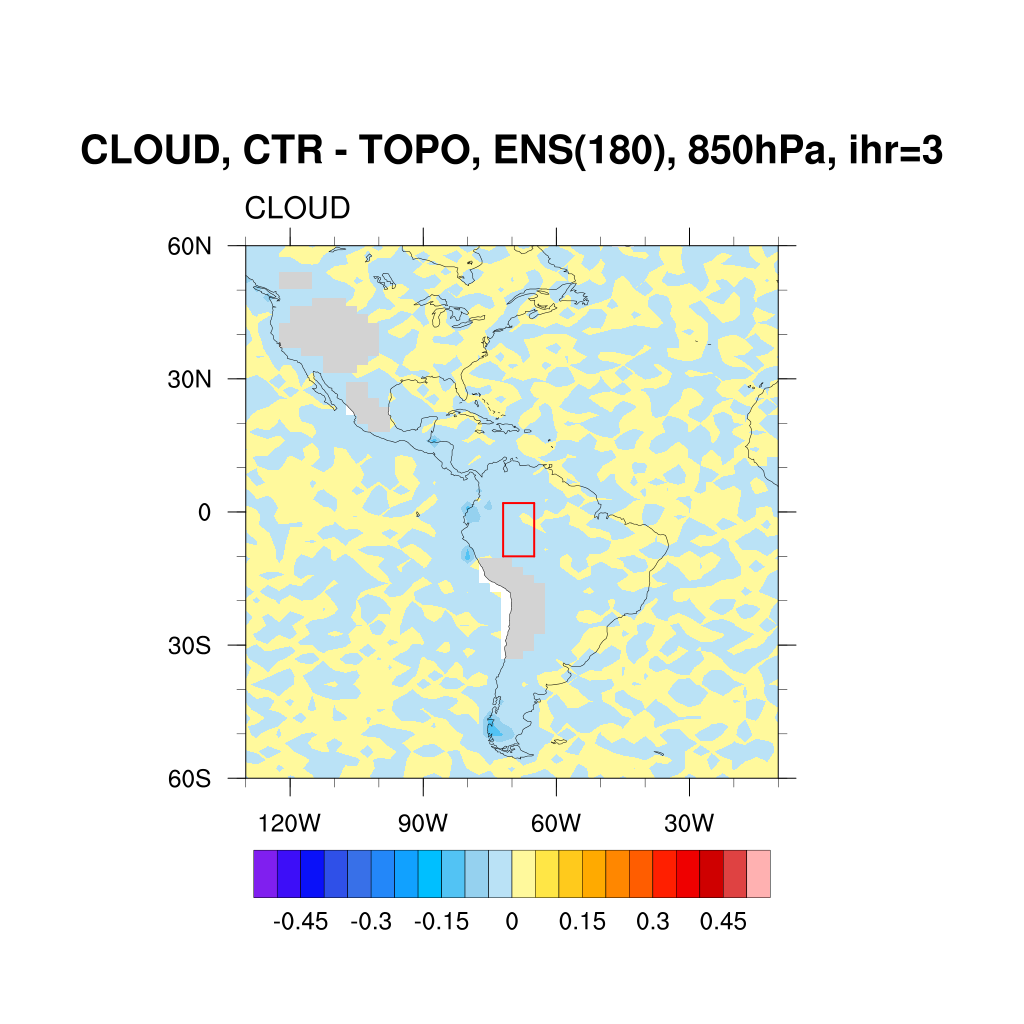 CLOUD, CTR - TOPO, ENS(180), 850hPa, ihr=3
CLOUD
60N
30N
0
30S
60S
120W 90W 60W 30W
-0.45 -0.3 -0.15 0 0.15 0.3 0.45